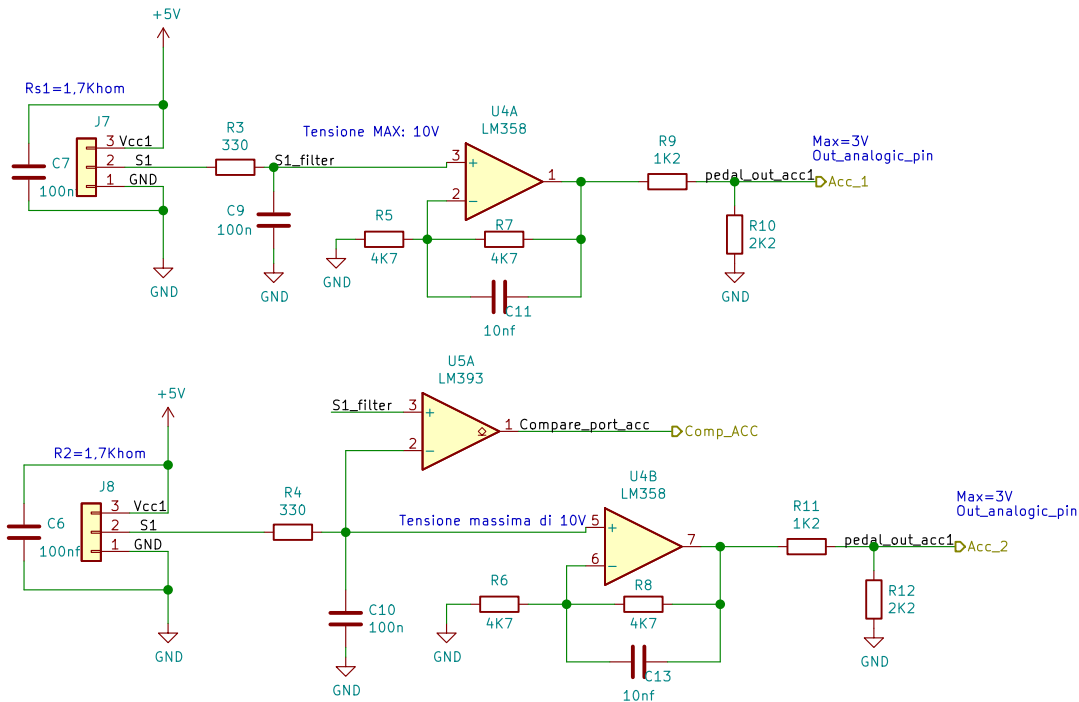 +5V
Rs1=1,7Khom
J7
3 Vcc1
2 S1
1 GND
C7
100n
GND
R3
330
S1_filter
C9
100n
GND
Tensione MAX: 10V
U4A
LM358
3
+
2
−
1
R5
4K7
GND
R7
4K7
C11
10nf
R9
1K2
pedal_out_acc1
Max=3V
Out_analogic_pin
Acc_1
R10
2K2
GND
U5A
LM393
S1_filter
3
+
2
−
1
Compare_port_acc
Comp_ACC
+5V
R2=1,7Khom
J8
3 Vcc1
2 S1
1 GND
C6
100nf
GND
R4
330
C10
100n
GND
Tensione massima di 10V
U4B
LM358
5
+
6
−
7
R6
4K7
GND
R8
4K7
C13
10nf
R11
1K2
pedal_out_acc1
Max=3V
Out_analogic_pin
Acc_2
R12
2K2
GND